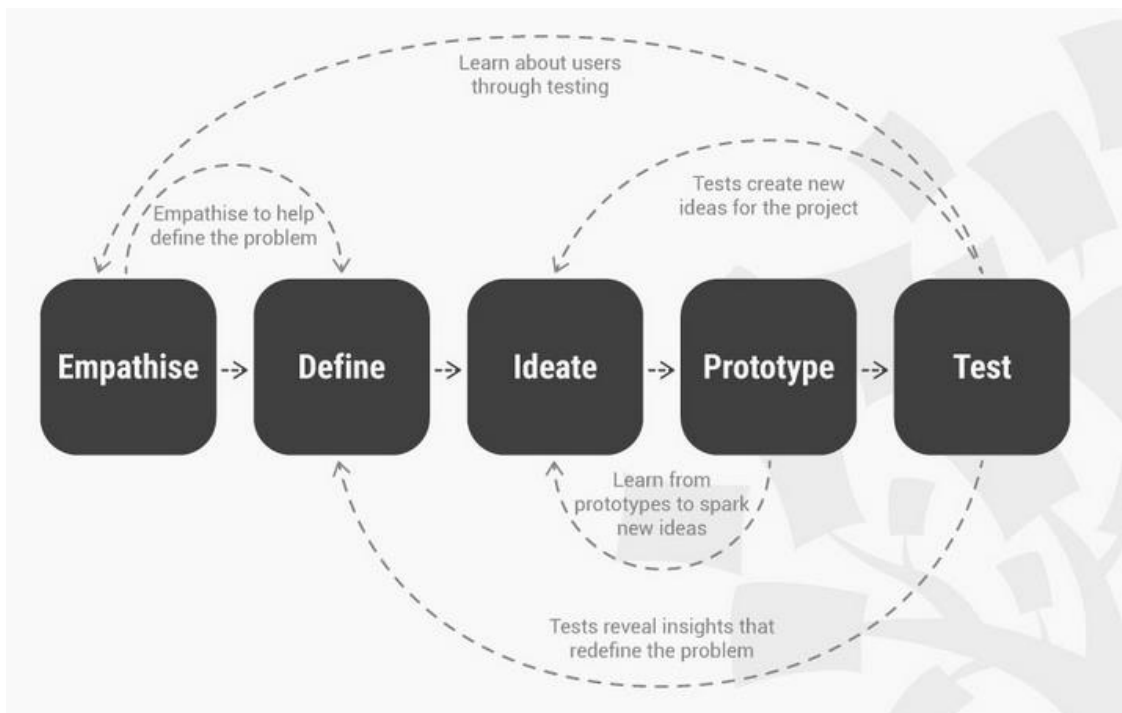 Learn about users
through testing
Tests create new
ideas for the project
Empathise to help
define the problem
Empathise
Define
Ideate
Prototype
Test
Learn from
prototypes to spark
new ideas
Tests reveal insights that
redefine the problem